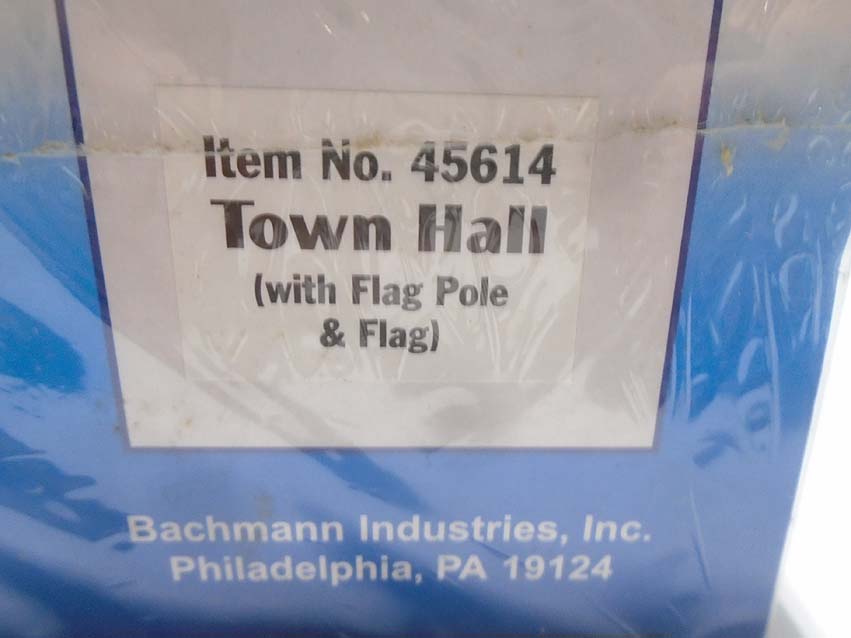 Item No. 45614
Town Hall
(with Flag Pole
& Flag)
Bachmann Industries, Inc.
Philadelphia, PA 19124